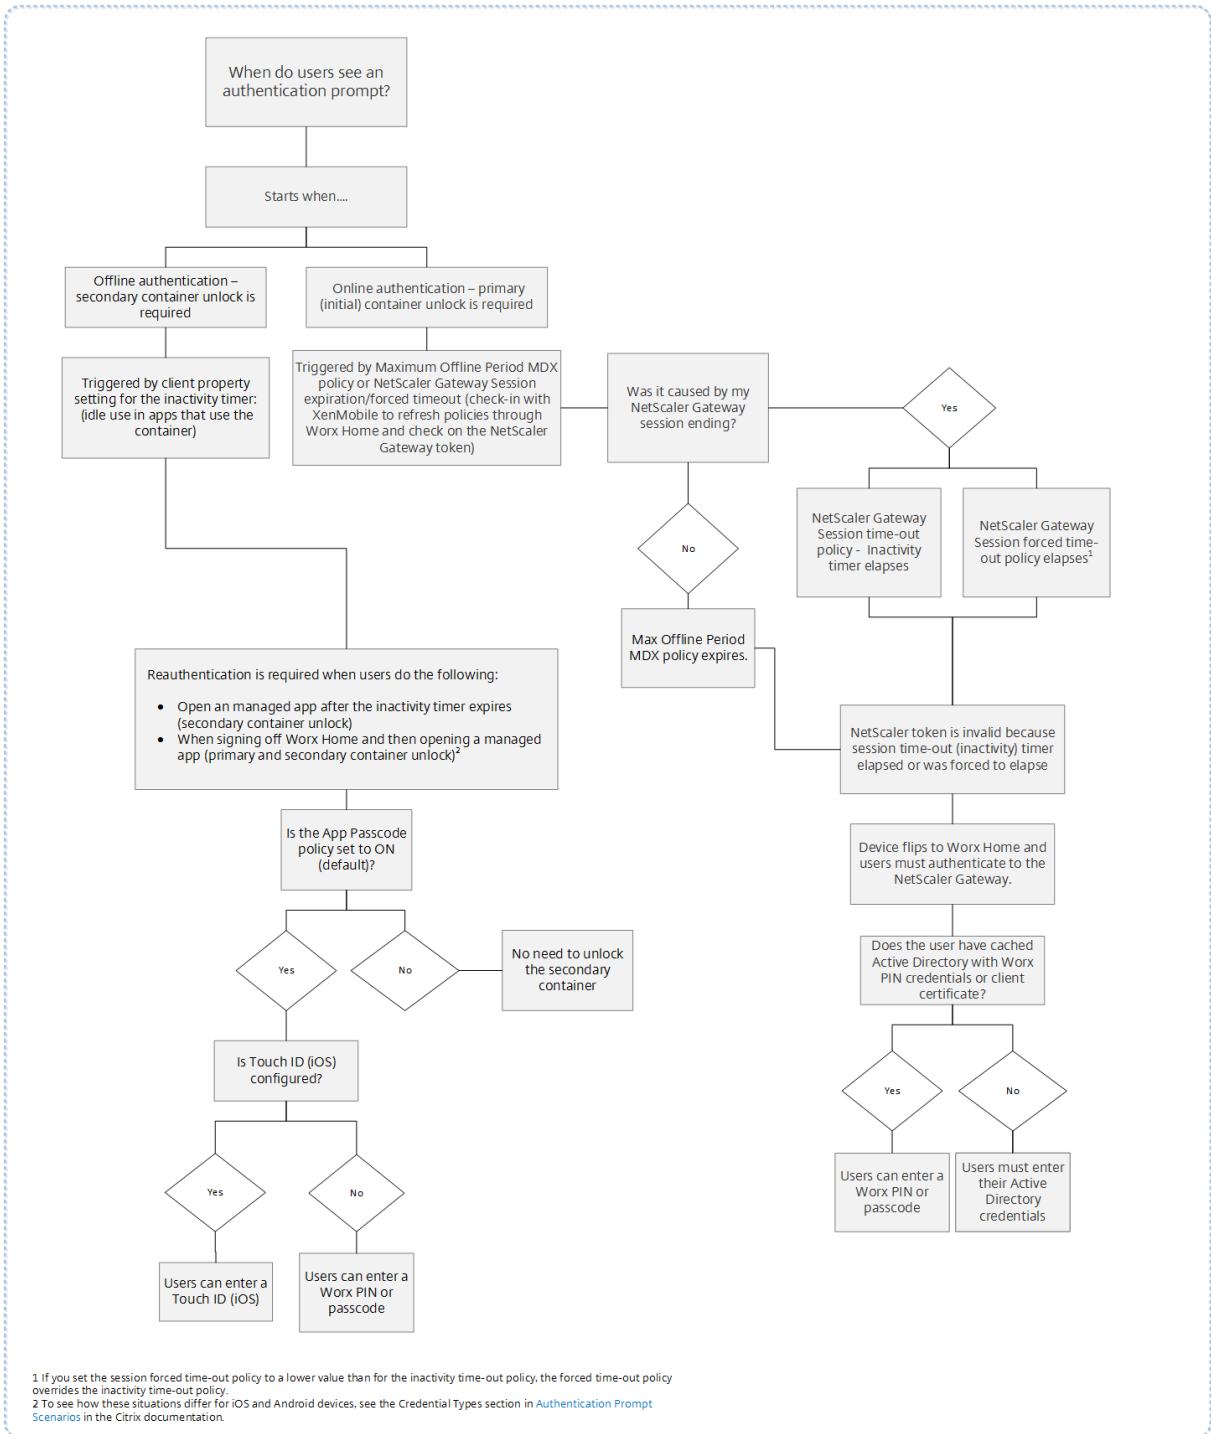 When do users see an
authentication prompt?
Starts when....
Offline authentication –
secondary container unlock is
required
Online authentication – primary
(initial) container unlock is required
Triggered by client property
setting for the inactivity timer:
(idle use in apps that use the
container)
Triggered by Maximum Offline Period MDX
policy or NetScaler Gateway Session
expiration/forced timeout (check-in with
XenMobile to refresh policies through
Worx Home and check on the NetScaler
Gateway token)
Was it caused by my
NetScaler Gateway
session ending?
Yes
No
NetScaler Gateway
Session time-out
policy - Inactivity
timer elapses
NetScaler Gateway
Session forced time-
out policy elapses1
Max Offline Period
MDX policy expires.
Reauthentication is required when users do the following:
• Open an managed app after the inactivity timer expires
(secondary container unlock)
• When signing off Worx Home and then opening a managed
app (primary and secondary container unlock)2
NetScaler token is invalid because
session time-out (inactivity) timer
elapsed or was forced to elapse
Is the App Passcode
policy set to ON
(default)?
Device flips to Worx Home and
users must authenticate to the
NetScaler Gateway.
Yes
No
No need to unlock
the secondary
container
Does the user have cached
Active Directory with Worx
PIN credentials or client
certificate?
Is Touch ID (iOS)
configured?
Yes
No
Yes
No
Users can enter a
Worx PIN or
passcode
Users must enter
their Active
Directory
credentials
Users can enter a
Touch ID (iOS)
Users can enter a
Worx PIN or
passcode
1 If you set the session forced time-out policy to a lower value than for the inactivity time-out policy, the forced time-out policy
overrides the inactivity time-out policy.
2 To see how these situations differ for iOS and Android devices, see the Credential Types section in Authentication Prompt
Scenarios in the Citrix documentation.